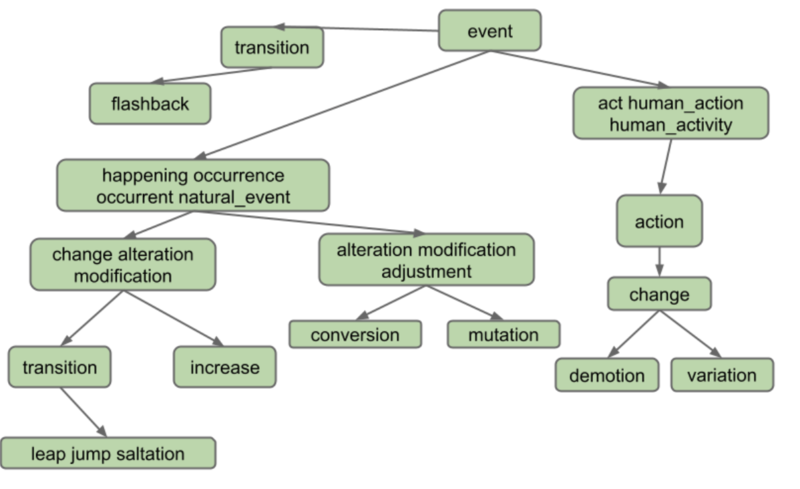 event
transition
flashback
act human_action
human_activity
happening occurrence
occurrent natural_event
action
change alteration
modification
alteration modification
adjustment
change
conversion
mutation
transition
increase
demotion
variation
leap jump saltation